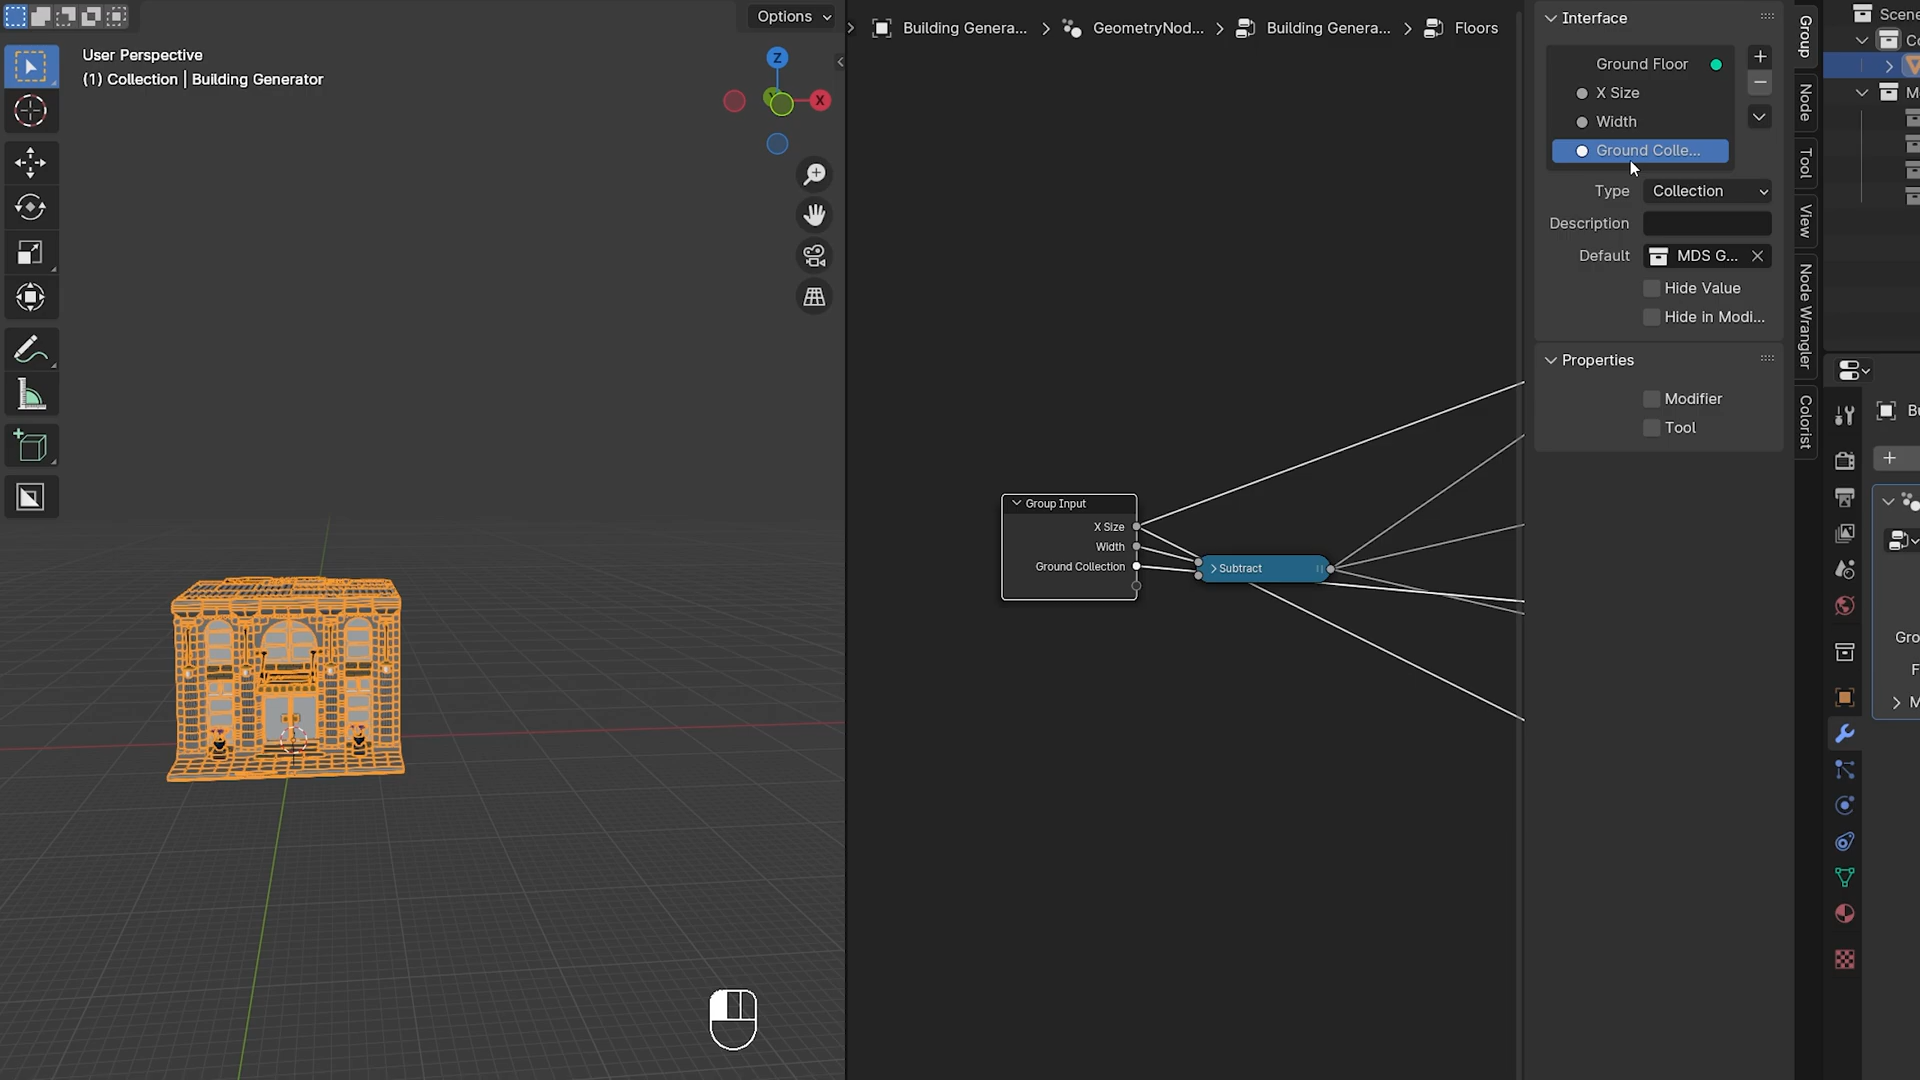 Options
User Perspective
(1) Collection | Building Generator
Z
X
Building Genera...
GeometryNod...
Building Genera...
Floors
Interface
Ground Floor
X Size
Width
Ground Colle...
Type
Collection
Description
Default
MDS G...
Hide Value
Hide in Modi...
Properties
Modifier
Tool
Group
Node
Tool
View
Node Wrangler
Colorist
Group Input
X Size
Width
Ground Collection
Subtract
Scene
Gro